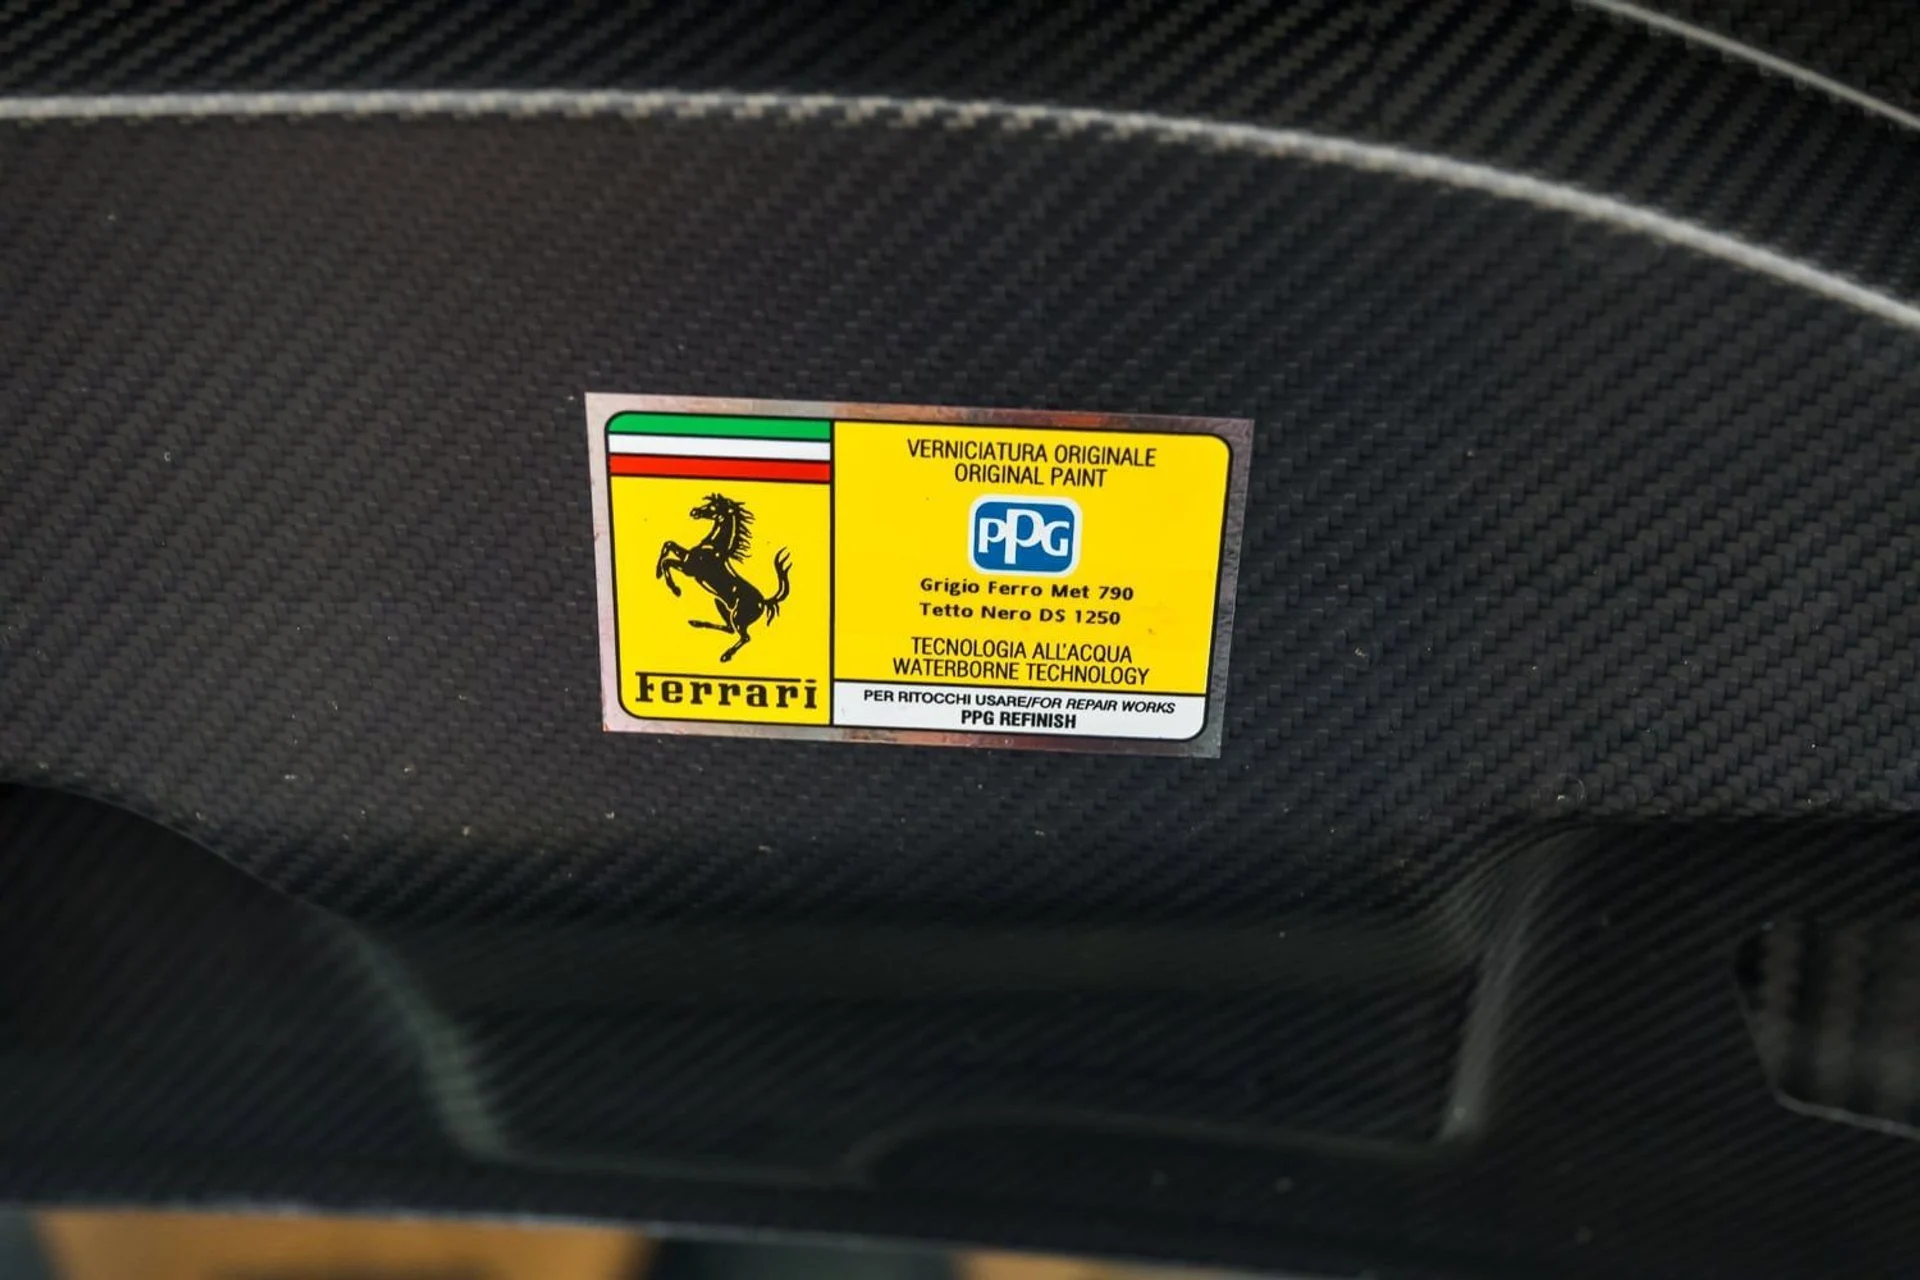 VERNICIATURA ORIGINALE
ORIGINAL PAINT
PPG
Grigio Ferro Met 790
Tetto Nero DS 1250
TECNOLOGIA ALL'ACQUA
WATERBORNE TECHNOLOGY
PER RITOCCHI USARE/FOR REPAIR WORKS
PPG REFINISH
Ferrari